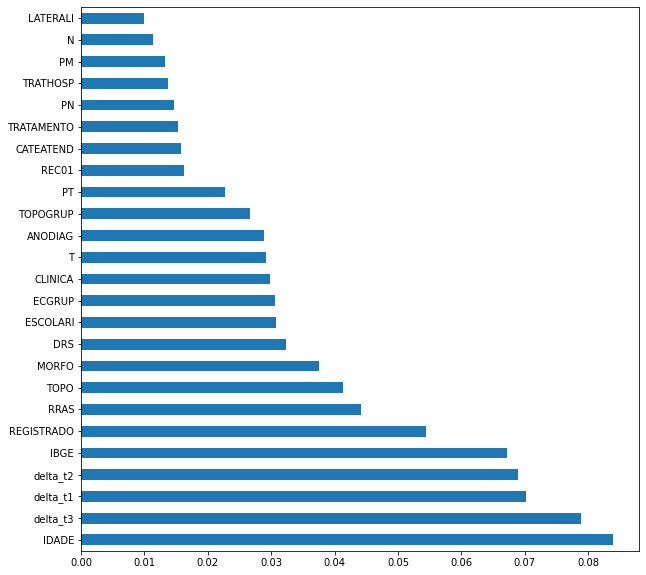 LATERALI
N
PM
TRATHOSP
PN
TRATAMENTO
CATEATEND
REC01
PT
TOPOGRUP
ANODIAG
T
CLINICA
ECGRUP
ESCOLARI
DRS
MORFO
TOPO
RRAS
REGISTRADO
IBGE
delta_t2
delta_t1
delta_t3
IDADE
0.00 0.01 0.02 0.03 0.04 0.05 0.06 0.07 0.08